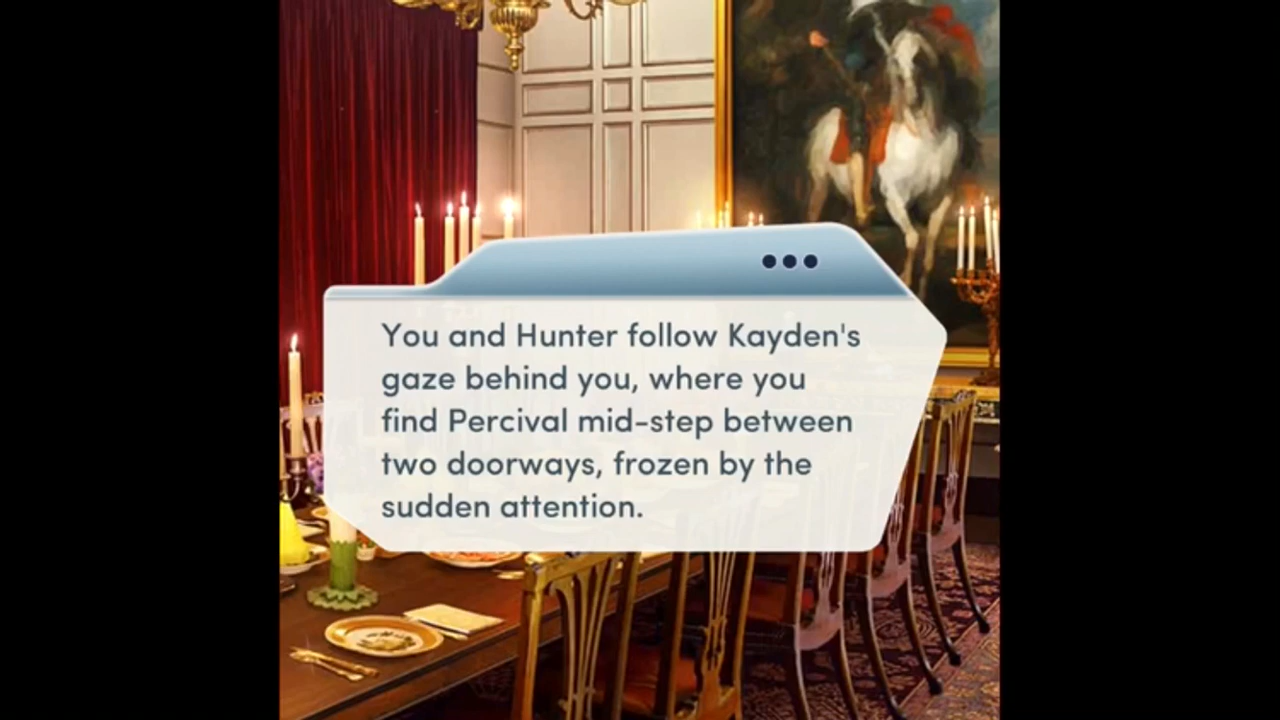 You and Hunter follow Kayden's
gaze behind you, where you
find Percival mid-step between
two doorways, frozen by the
sudden attention.